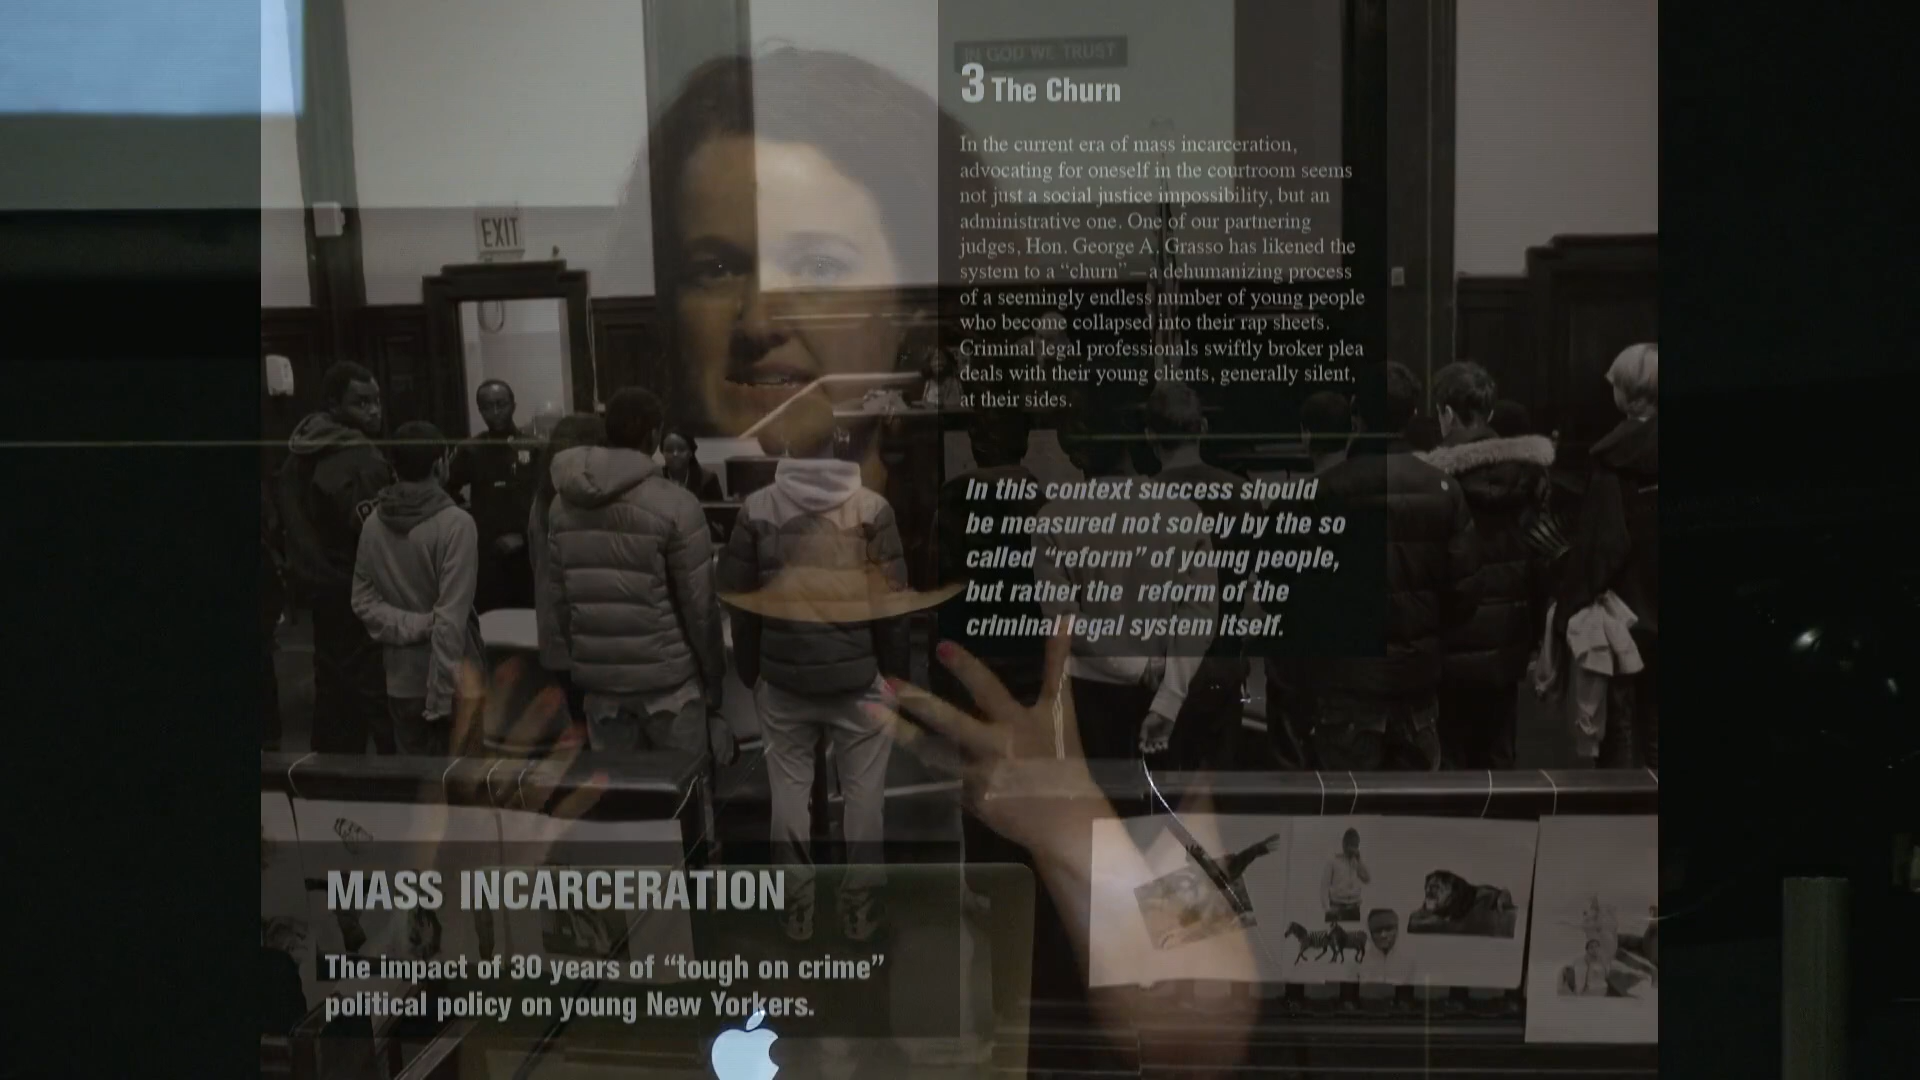 IN GOD WE TRUST
3 The Churn
In the current era of mass incarceration,
advocating for oneself in the courtroom seems
not just a social justice impossibility, but an
administrative one. One of our partnering
judges, Hon. George A. Grasso has likened the
system to a “churn”—a dehumanizing process
of a seemingly endless number of young people
who become collapsed into their rap sheets.
Criminal legal professionals swiftly broker plea
deals with their young clients, generally silent,
at their sides.
EXIT
In this context success should
be measured not solely by the so
called “reform” of young people,
but rather the reform of the
criminal legal system itself.
MASS INCARCERATION
The impact of 30 years of “tough on crime”
political policy on young New Yorkers.